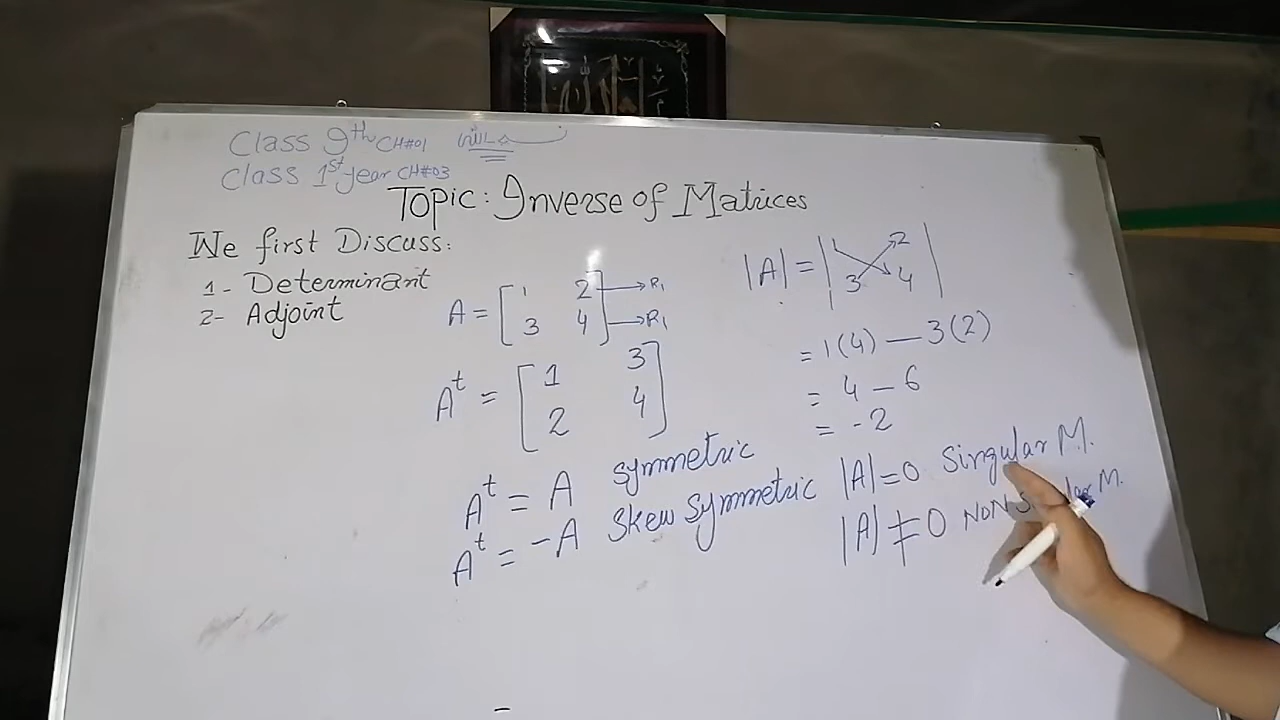 Class 9th CH#01
Class 1st year CH#03
Topic: Inverse of Matrices
We first Discuss:
1- Determinant
2- Adjoint
A = [ 1 2 → R1
3 4 ] → R1
A^t = [ 1 3
2 4 ]
A^t = A Symmetric
A^t = -A Skew Symmetric
|A| = | 1 2
3 4 |
= 1(4) — 3(2)
= 4 - 6
= -2
|A| = 0 Singular M.
|A| ≠ 0 NON M.